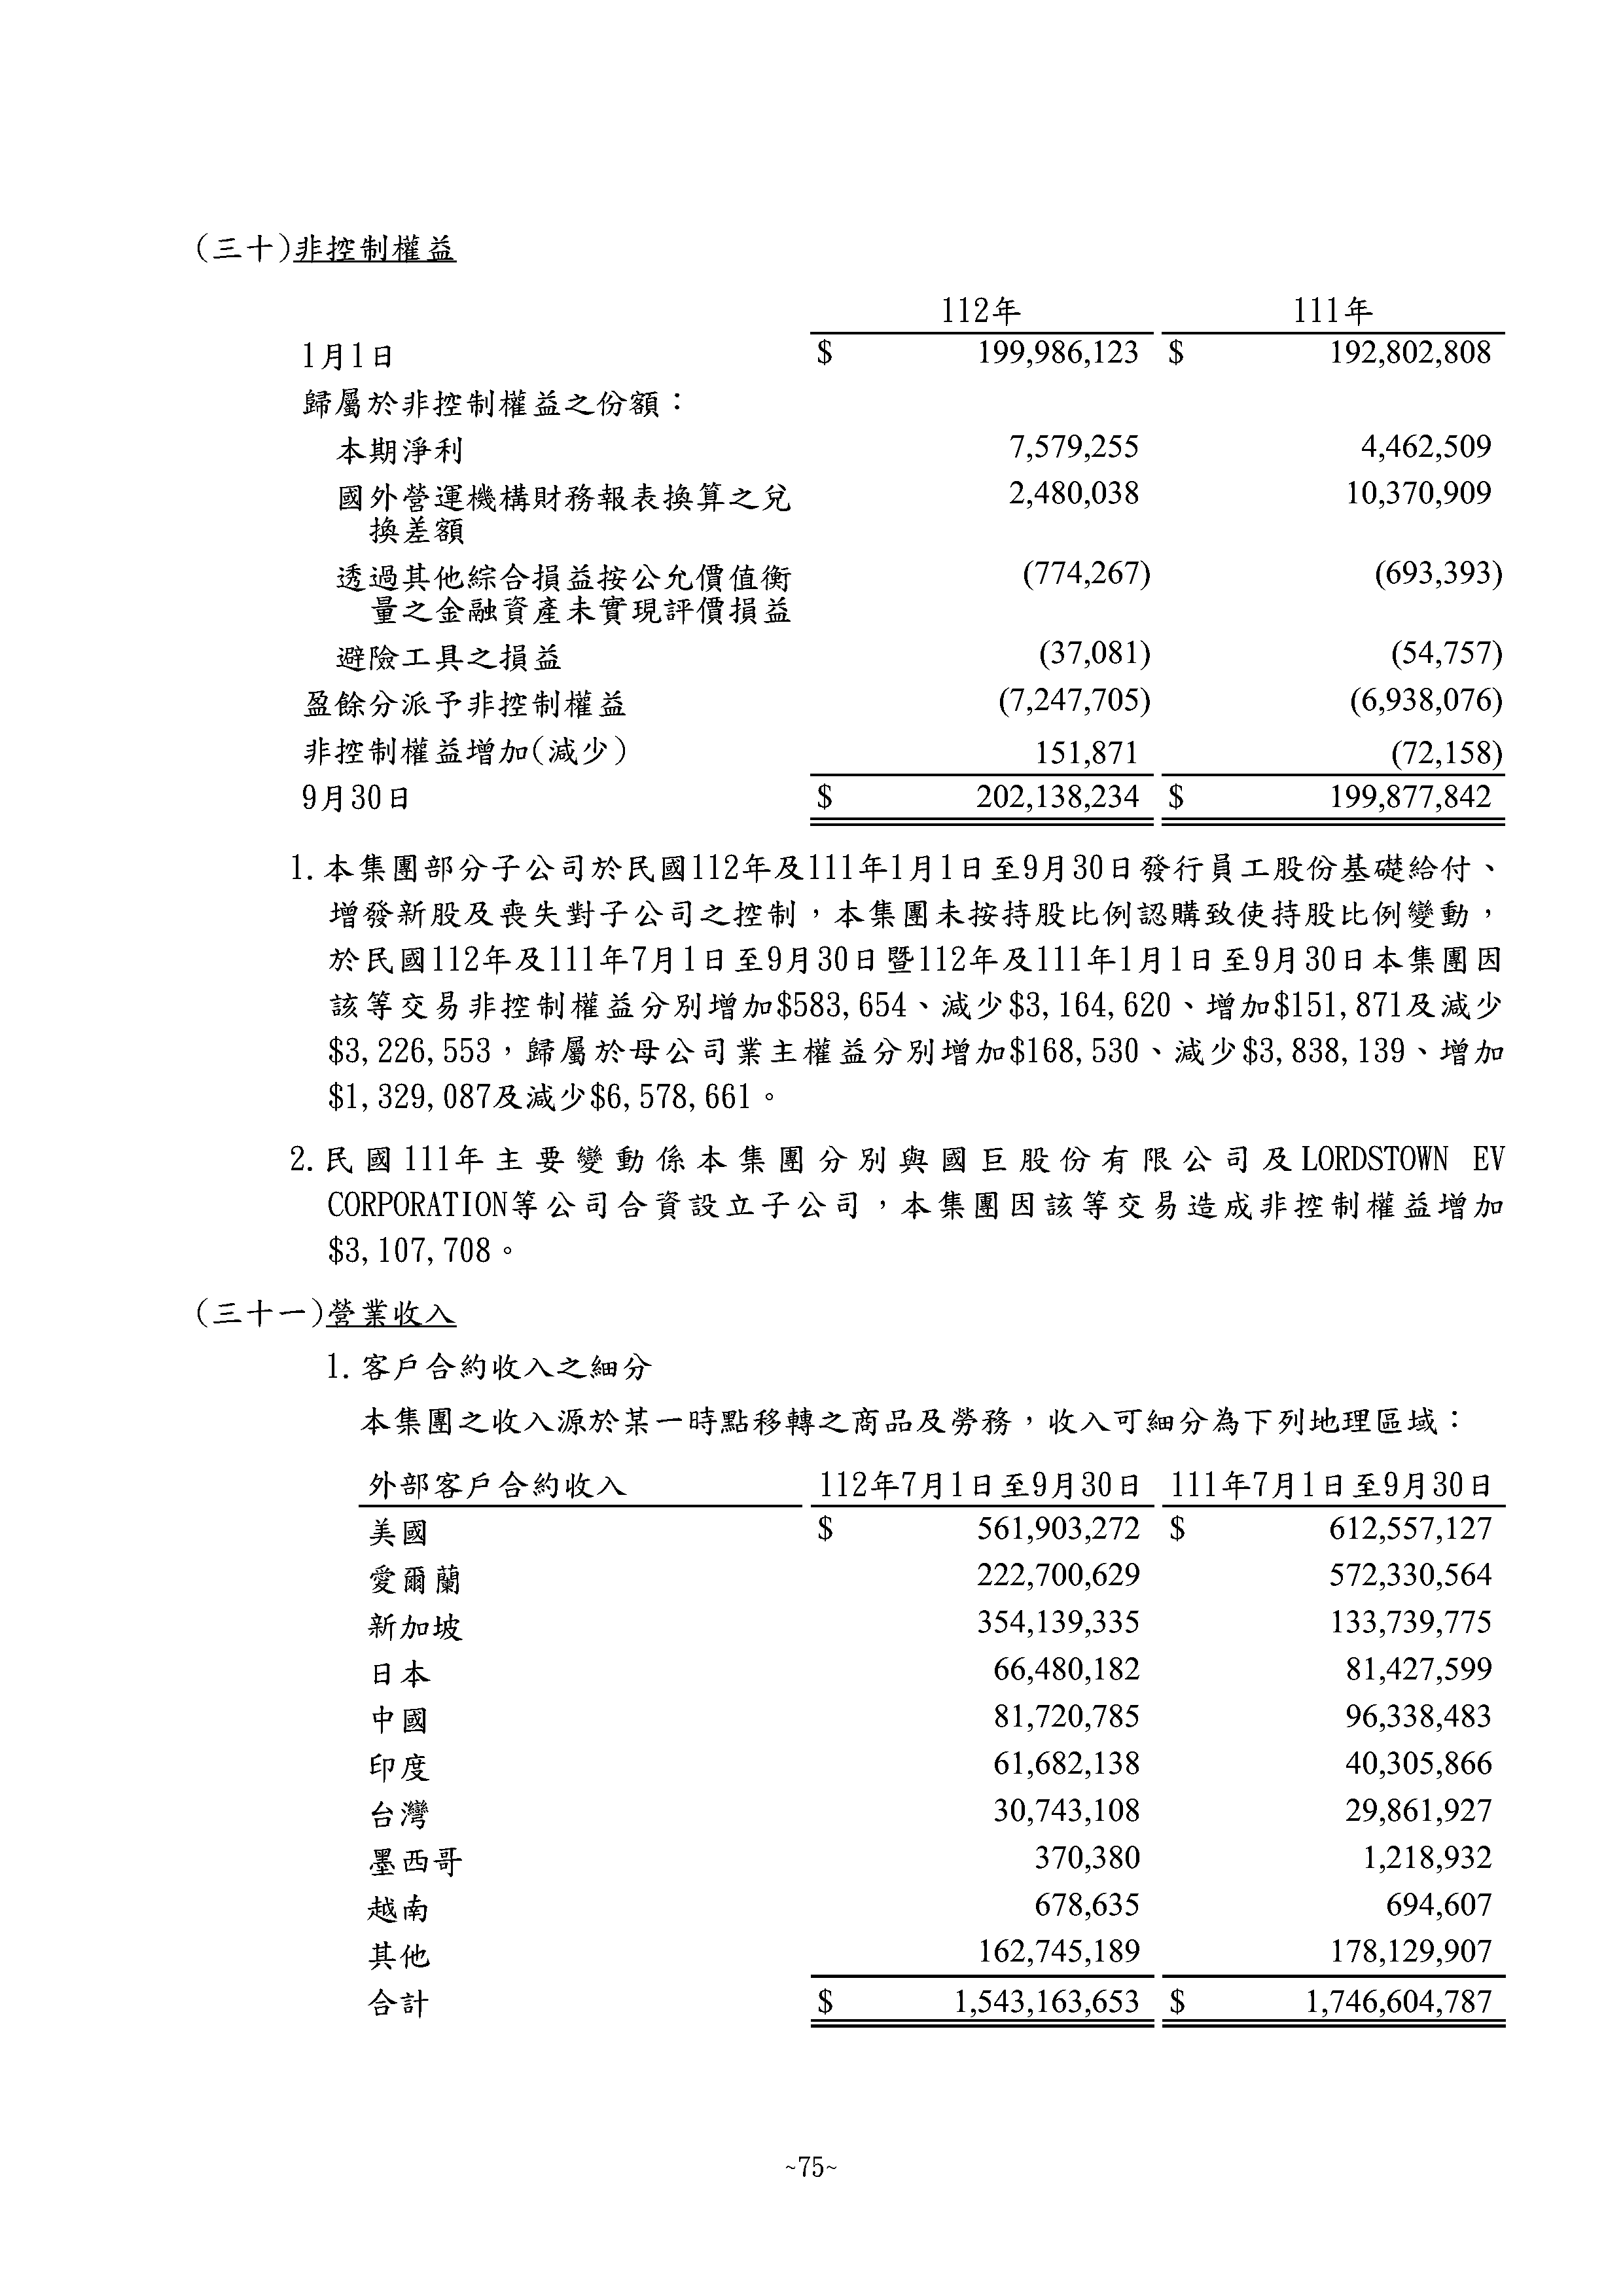 (三十)非控制權益
112年 111年
1月1日 $ 199,986,123 $ 192,802,808
歸屬於非控制權益之份額：
本期淨利 7,579,255 4,462,509
國外營運機構財務報表換算之兌 2,480,038 10,370,909
換差額
透過其他綜合損益按公允價值衡 (774,267) (693,393)
量之金融資產未實現評價損益
避險工具之損益 (37,081) (54,757)
盈餘分派予非控制權益 (7,247,705) (6,938,076)
非控制權益增加(減少) 151,871 (72,158)
9月30日 $ 202,138,234 $ 199,877,842
1.本集團部分子公司於民國112年及111年1月1日至9月30日發行員工股份基礎給付、
增發新股及喪失對子公司之控制，本集團未按持股比例認購致使持股比例變動，
於民國112年及111年7月1日至9月30日暨112年及111年1月1日至9月30日本集團因
該等交易非控制權益分別增加$583,654、減少$3,164,620、增加$151,871及減少
$3,226,553，歸屬於母公司業主權益分別增加$168,530、減少$3,838,139、增加
$1,329,087及減少$6,578,661。
2.民國111年主要變動係本集團分別與國巨股份有限公司及LORDSTOWN EV
CORPORATION等公司合資設立子公司，本集團因該等交易造成非控制權益增加
$3,107,708。
(三十一)營業收入
1.客戶合約收入之細分
本集團之收入源於某一時點移轉之商品及勞務，收入可細分為下列地理區域：
外部客戶合約收入 112年7月1日至9月30日 111年7月1日至9月30日
美國 $ 561,903,272 $ 612,557,127
愛爾蘭 222,700,629 572,330,564
新加坡 354,139,335 133,739,775
日本 66,480,182 81,427,599
中國 81,720,785 96,338,483
印度 61,682,138 40,305,866
台灣 30,743,108 29,861,927
墨西哥 370,380 1,218,932
越南 678,635 694,607
其他 162,745,189 178,129,907
合計 $ 1,543,163,653 $ 1,746,604,787
~75~